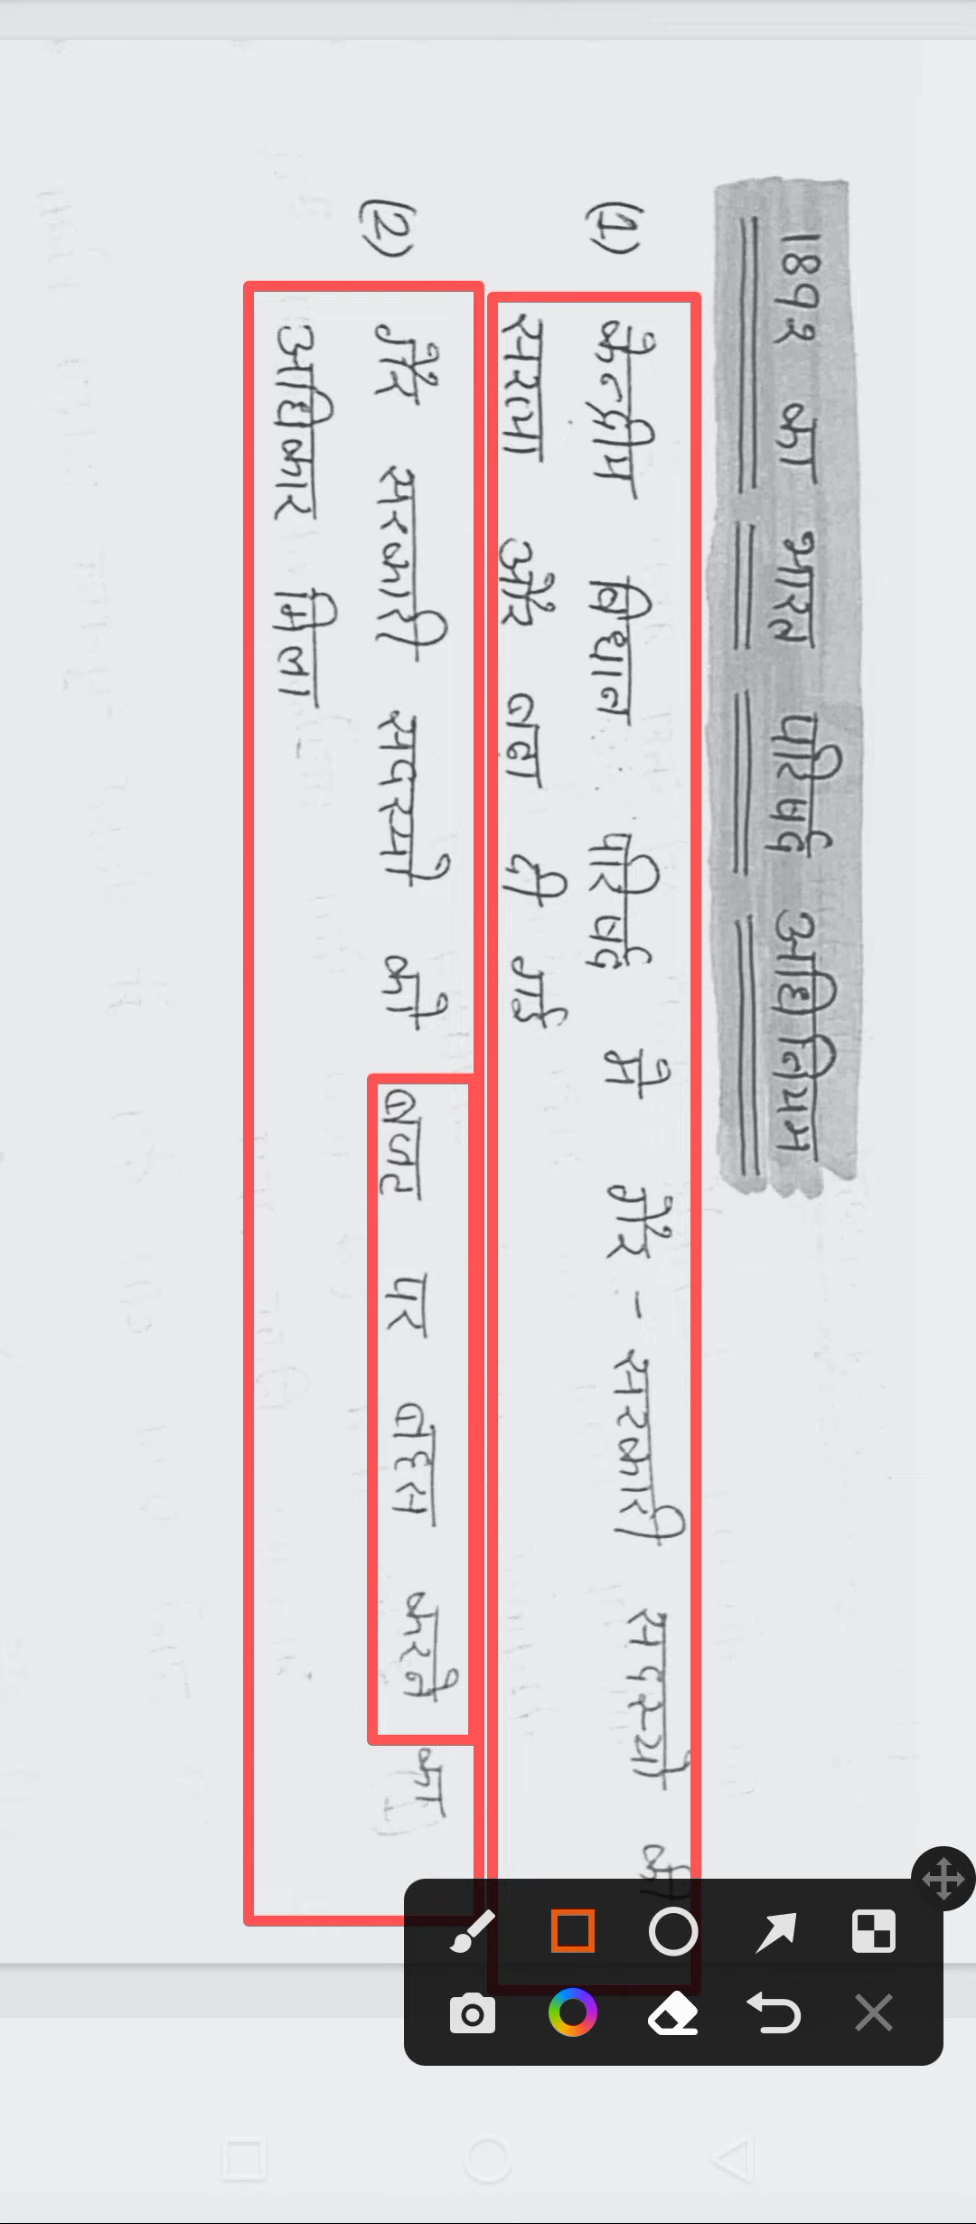 १८९२ का भारत परिषद अधिनियम
(1) केन्द्रीय विधान परिषद मे गैर - सरकारी सदस्यो की
सख्या और बढा दी गई
(2) गैर सरकारी सदस्यो को बजट पर बहस करने का
अधिकार मिला